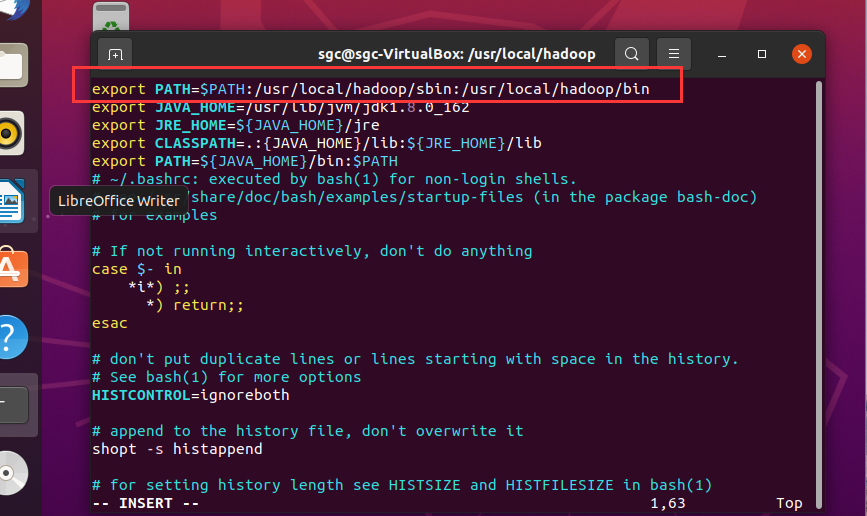 sgc@sgc-VirtualBox: /usr/local/hadoop
export PATH=$PATH:/usr/local/hadoop/sbin:/usr/local/hadoop/bin
export JAVA_HOME=/usr/lib/jvm/jdk1.8.0_162
export JRE_HOME=${JAVA_HOME}/jre
export CLASSPATH=.:{JAVA_HOME}/lib:${JRE_HOME}/lib
export PATH=${JAVA_HOME}/bin:$PATH
# ~/.bashrc: executed by bash(1) for non-login shells.
LibreOffice Writer
share/doc/bash/examples/startup-files (in the package bash-doc)
# for examples
# If not running interactively, don't do anything
case $- in
*i*) ;;
*) return;;
esac
# don't put duplicate lines or lines starting with space in the history.
# See bash(1) for more options
HISTCONTROL=ignoreboth
# append to the history file, don't overwrite it
shopt -s histappend
# for setting history length see HISTSIZE and HISTFILESIZE in bash(1)
-- INSERT -- 1,63 Top